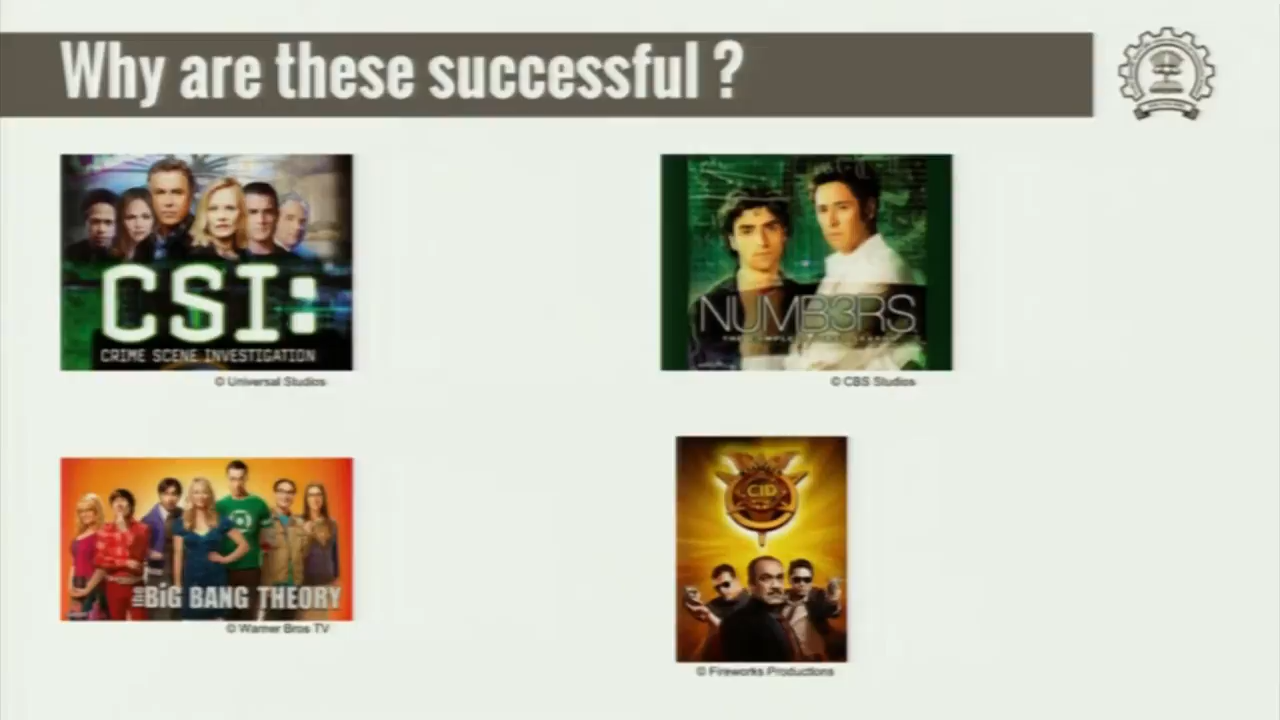 Why are these successful ?
CSI:
CRIME SCENE INVESTIGATION
© Universal Studios
NUMB3RS
© CBS Studios
the BiG BANG THEORY
© Warner Bros TV
CID
© Fireworks Productions